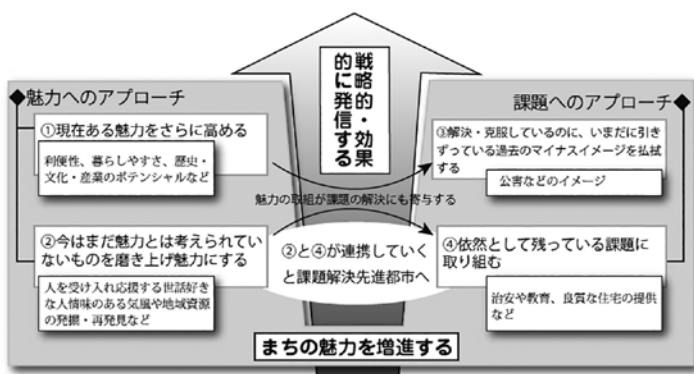 戦略的・効果
的に発信する
◆魅力へのアプローチ
①現在ある魅力をさらに高める
利便性、暮らしやすさ、歴史・
文化・産業のポテンシャルなど
②今はまだ魅力とは考えられてい
ないものを磨き上げ魅力にする
人を受け入れ応援する世話好き
な人情味のある気風や地域資源
の発掘・再発見など
魅力の取組が課題の解決にも寄与する
②と④が連携していく
と課題解決先進都市へ
課題へのアプローチ◆
③解決・克服しているのに、いまだに引き
ずっている過去のマイナスイメージを払拭
する
公害などのイメージ
④依然として残っている課題に
取り組む
治安や教育、良質な住宅の提供
など
まちの魅力を増進する